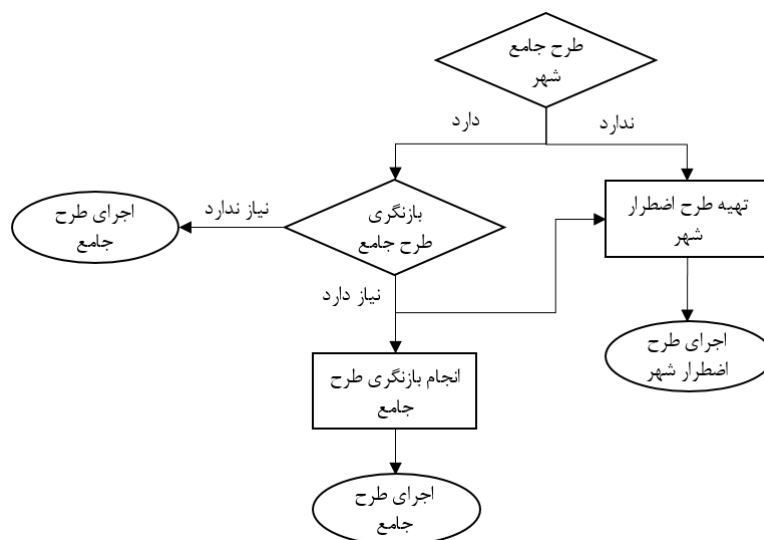 طرح جامع
شهر
دارد
ندارد
تهیه طرح اضطرار
شهر
بازنگری
طرح جامع
نیاز ندارد
اجرای طرح
جامع
نیاز دارد
اجرای طرح
اضطرار شهر
انجام بازنگری طرح
جامع
اجرای طرح
جامع